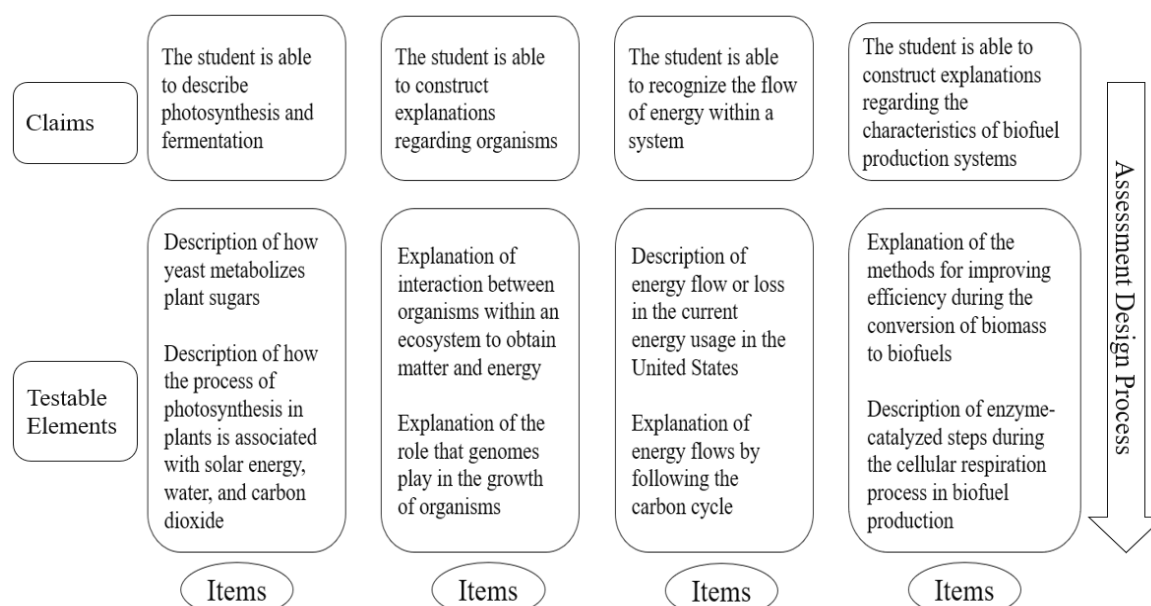 Claims
The student is able
to describe
photosynthesis and
fermentation
The student is able
to construct
explanations
regarding organisms
The student is able
to recognize the flow
of energy within a
system
The student is able to
construct explanations
regarding the
characteristics of biofuel
production systems
Testable
Elements
Description of how
yeast metabolizes
plant sugars
Description of how
the process of
photosynthesis in
plants is associated
with solar energy,
water, and carbon
dioxide
Explanation of
interaction between
organisms within an
ecosystem to obtain
matter and energy
Explanation of the
role that genomes
play in the growth
of organisms
Description of
energy flow or loss
in the current
energy usage in the
United States
Explanation of
energy flows by
following the
carbon cycle
Explanation of the
methods for improving
efficiency during the
conversion of biomass
to biofuels
Description of enzyme-
catalyzed steps during
the cellular respiration
process in biofuel
production
Assessment Design Process
Items
Items
Items
Items